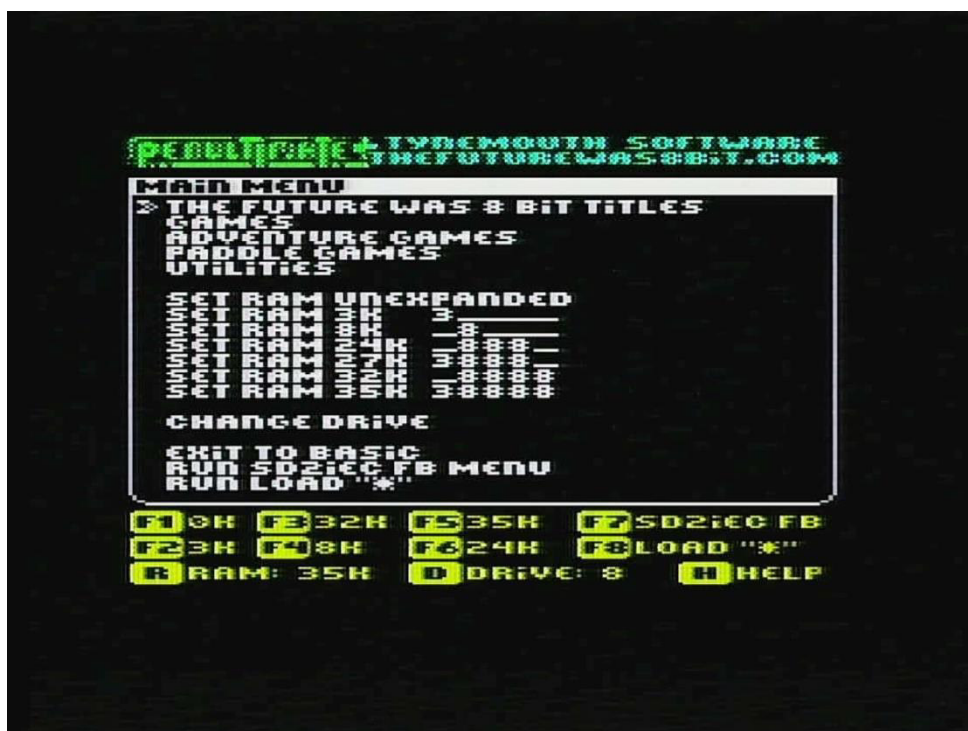 PENULTIMATE+ TYNEMOUTH SOFTWARE
THEFUTUREWAS8BiT.COM
MAiN MENU
» THE FUTURE WAS 8 BiT TiTLES
GAMES
ADVENTURE GAMES
PADDLE GAMES
UTiLiTiES
SET RAM UNEXPANDED
SET RAM 3K 3_____
SET RAM 8K _8____
SET RAM 24K _888_
SET RAM 27K 3888_
SET RAM 32K _8888
SET RAM 35K 38888
CHANGE DRiVE
EXiT TO BASiC
RUN SD2iEC FB MENU
RUN LOAD "*"
F1 0K F3 32K F5 35K F7 SD2iEC FB
F2 3K F4 8K F6 24K F8 LOAD "*"
R RAM: 35K D DRiVE: 8 H HELP